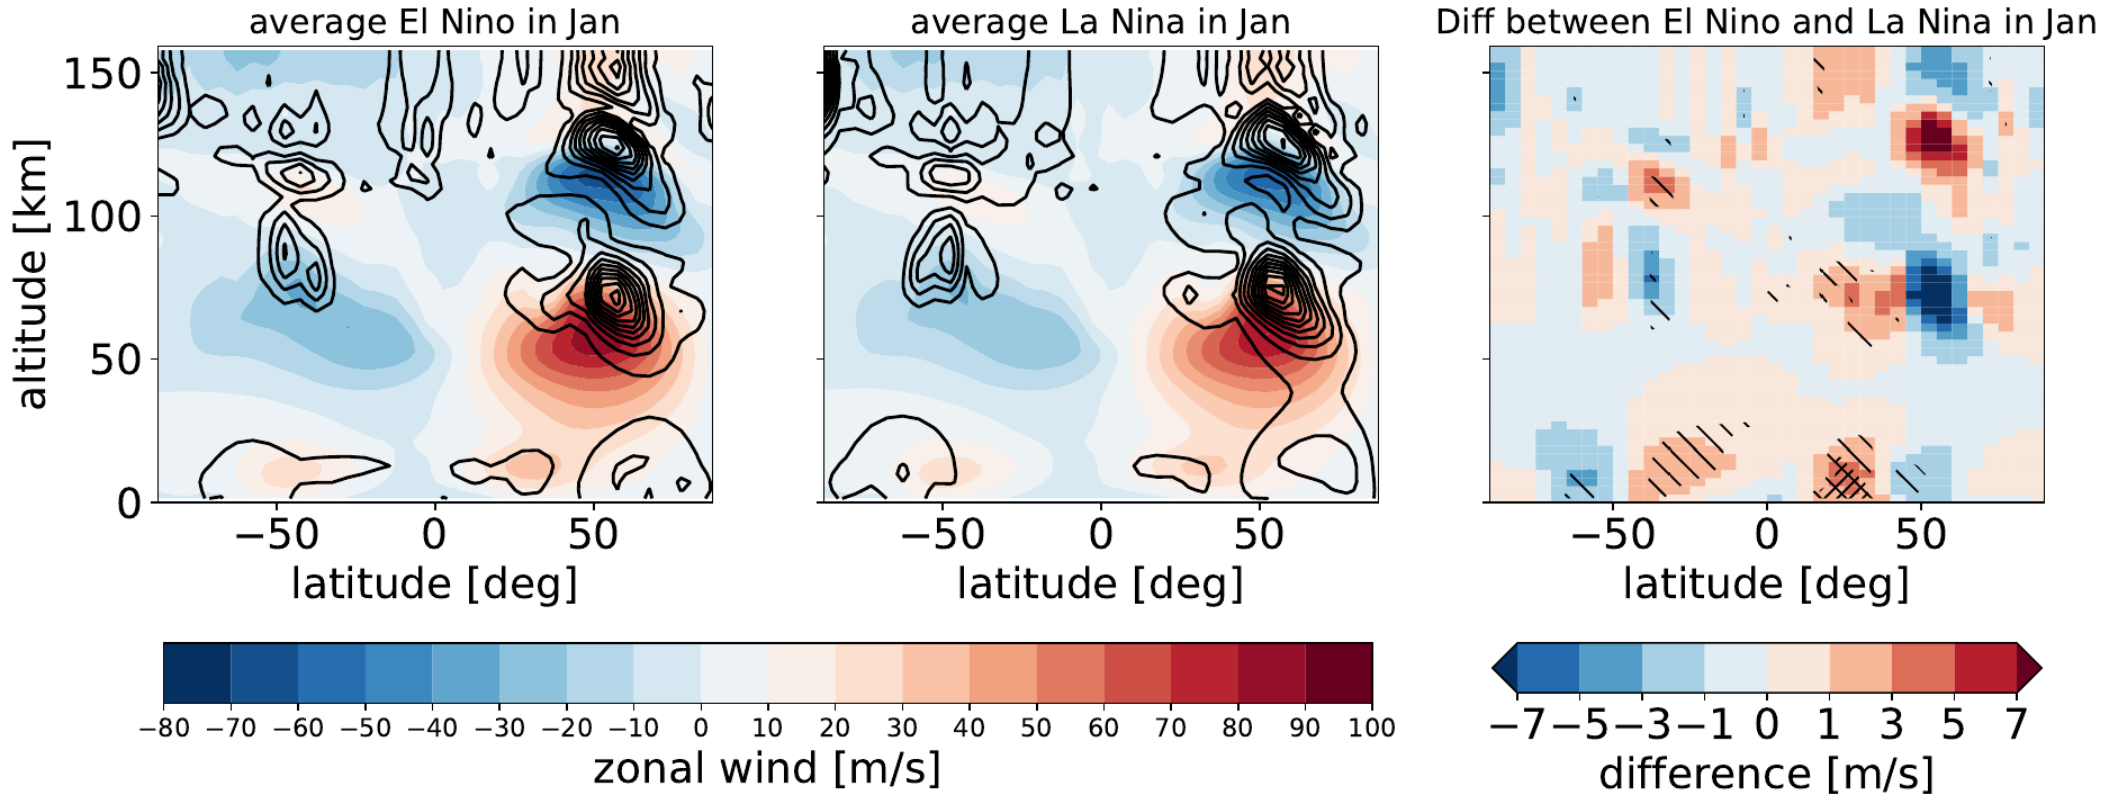 average El Nino in Jan
average La Nina in Jan
Diff between El Nino and La Nina in Jan
altitude [km]
150
100
50
0
−50 0 50
−50 0 50
−50 0 50
latitude [deg]
latitude [deg]
latitude [deg]
−80 −70 −60 −50 −40 −30 −20 −10 0 10 20 30 40 50 60 70 80 90 100
zonal wind [m/s]
−7 −5 −3 −1 0 1 3 5 7
difference [m/s]